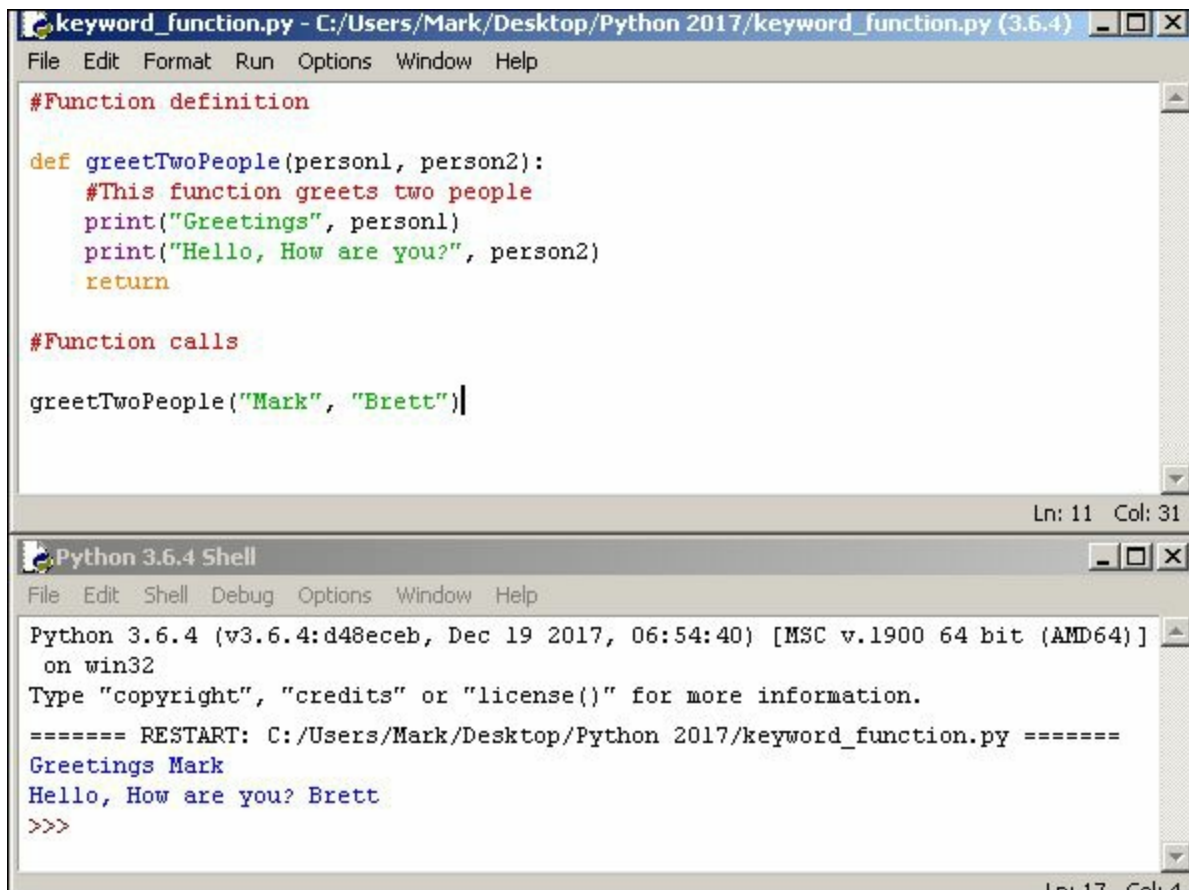 keyword_function.py - C:/Users/Mark/Desktop/Python 2017/keyword_function.py (3.6.4)
File Edit Format Run Options Window Help
#Function definition
def greetTwoPeople(person1, person2):
    #This function greets two people
    print("Greetings", person1)
    print("Hello, How are you?", person2)
    return
#Function calls
greetTwoPeople("Mark", "Brett")
Ln: 11 Col: 31
Python 3.6.4 Shell
File Edit Shell Debug Options Window Help
Python 3.6.4 (v3.6.4:d48eceb, Dec 19 2017, 06:54:40) [MSC v.1900 64 bit (AMD64)]
 on win32
Type "copyright", "credits" or "license()" for more information.
======= RESTART: C:/Users/Mark/Desktop/Python 2017/keyword_function.py =======
Greetings Mark
Hello, How are you? Brett
>>>
Ln: 17 Col: 4